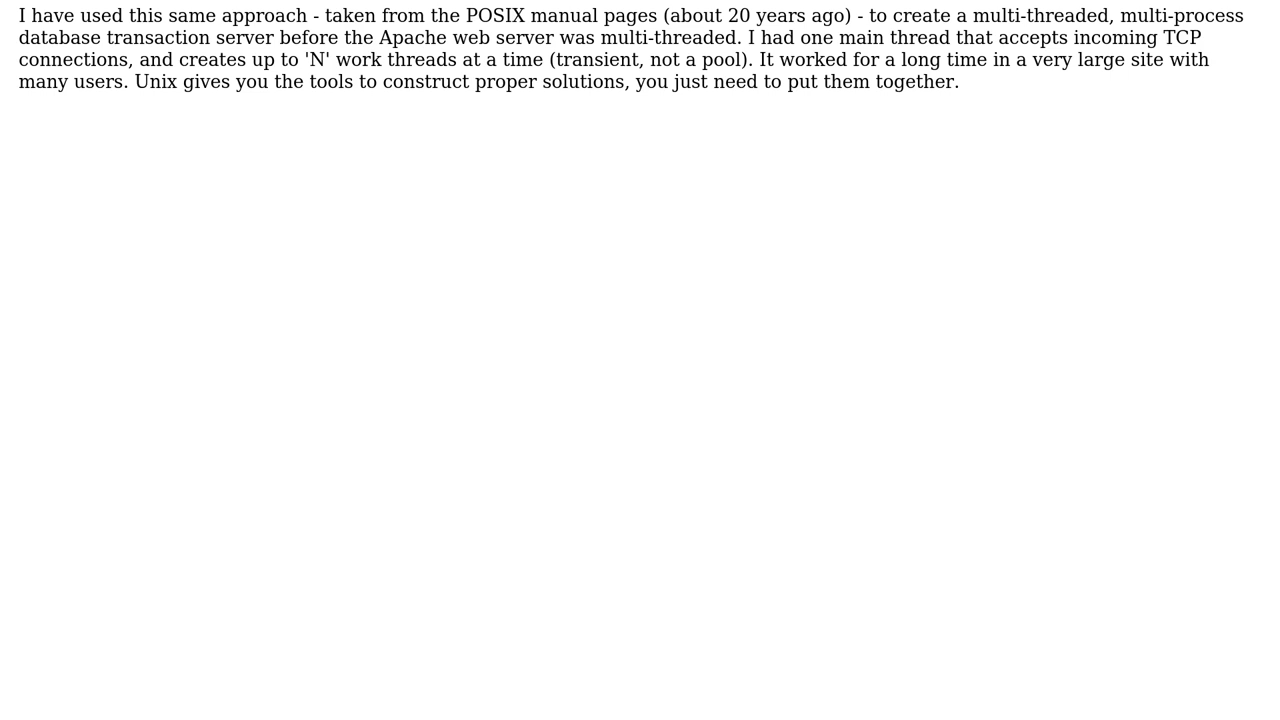 I have used this same approach - taken from the POSIX manual pages (about 20 years ago) - to create a multi-threaded, multi-process
database transaction server before the Apache web server was multi-threaded. I had one main thread that accepts incoming TCP
connections, and creates up to 'N' work threads at a time (transient, not a pool). It worked for a long time in a very large site with
many users. Unix gives you the tools to construct proper solutions, you just need to put them together.